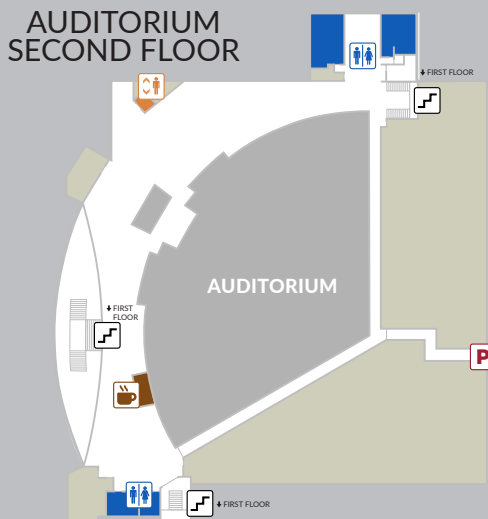 AUDITORIUM
SECOND FLOOR
FIRST FLOOR
AUDITORIUM
FIRST
FLOOR
P
FIRST FLOOR